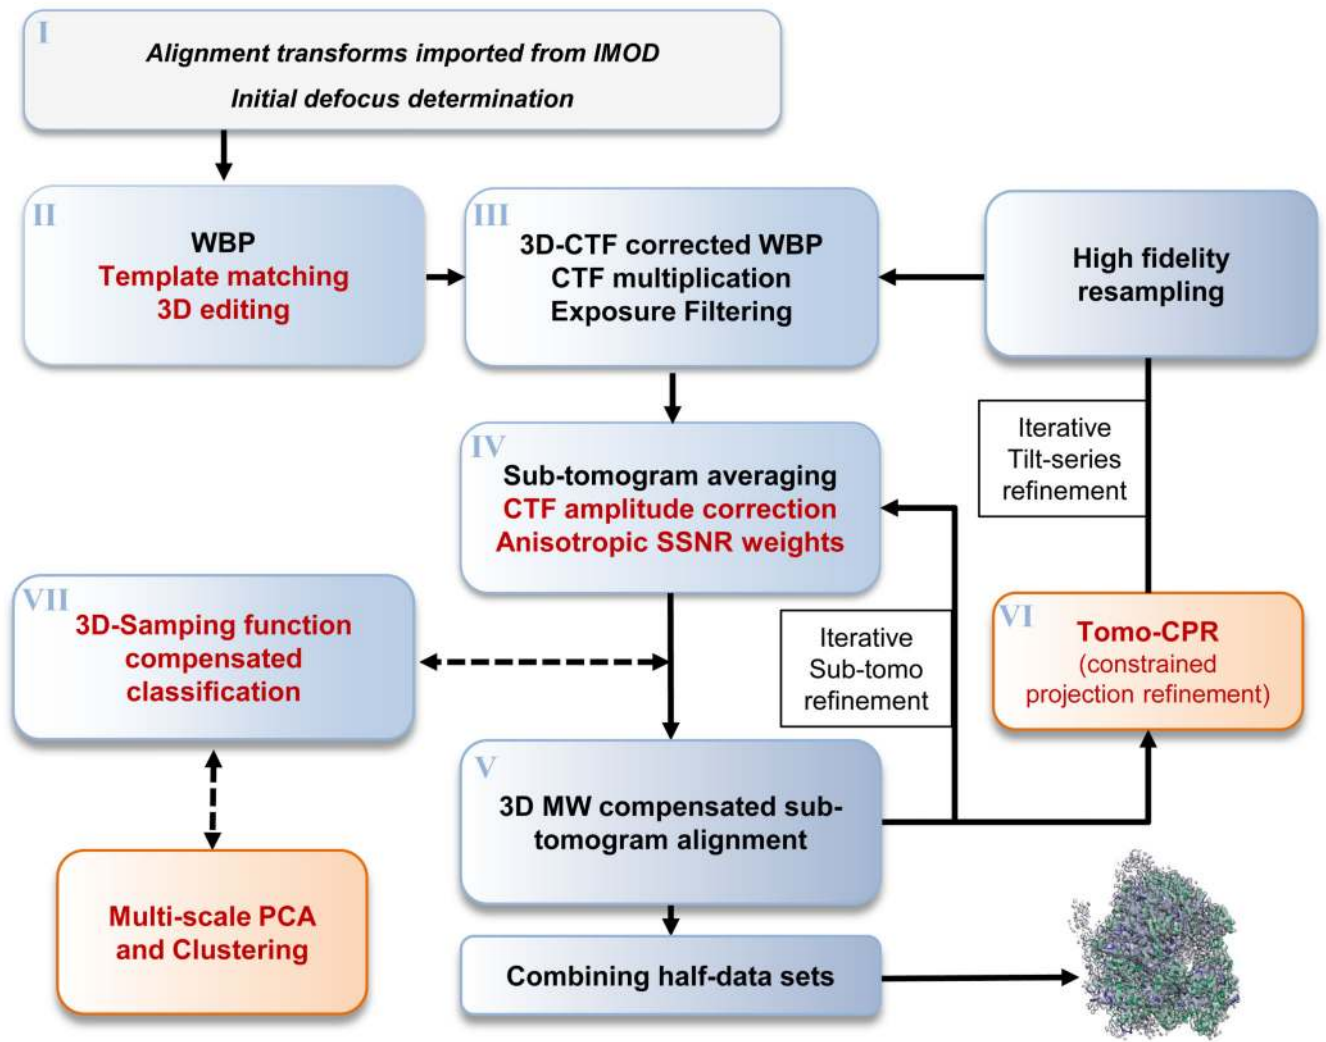 I
Alignment transforms imported from IMOD
Initial defocus determination
II
WBP
Template matching
3D editing
III
3D-CTF corrected WBP
CTF multiplication
Exposure Filtering
High fidelity
resampling
IV
Sub-tomogram averaging
CTF amplitude correction
Anisotropic SSNR weights
Iterative
Tilt-series
refinement
VII
3D-Samping function
compensated
classification
Iterative
Sub-tomo
refinement
VI
Tomo-CPR
(constrained
projection refinement)
V
3D MW compensated sub-
tomogram alignment
Multi-scale PCA
and Clustering
Combining half-data sets